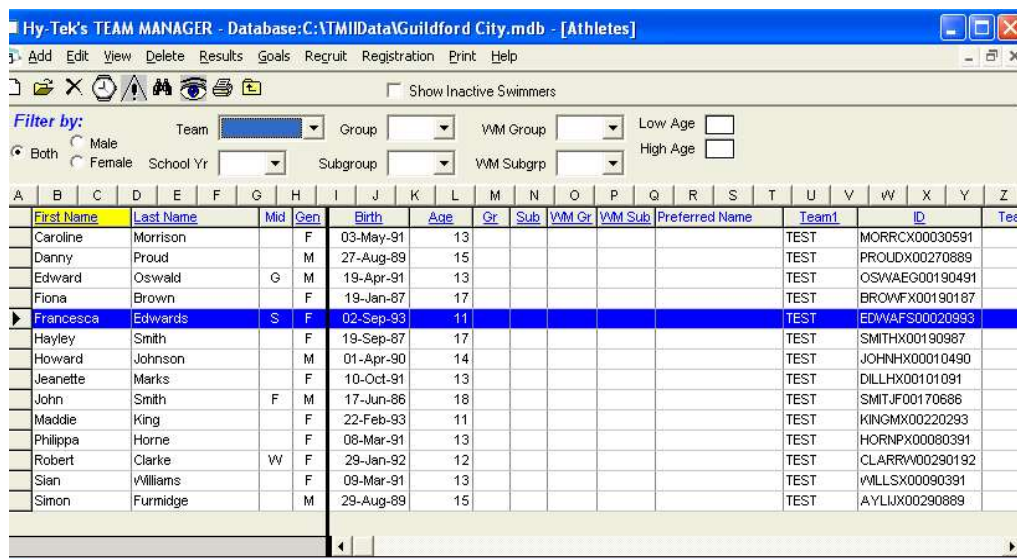 Hy-Tek's TEAM MANAGER - Database:C:\TMIIData\Guildford City.mdb - [Athletes]
Add Edit View Delete Results Goals Recruit Registration Print Help
Show Inactive Swimmers
Filter by:
Both Male Female
Team Group WM Group Low Age
School Yr Subgroup WM Subgrp High Age
A B C D E F G H I J K L M N O P Q R S T U V W X Y Z
First Name Last Name Mid Gen Birth Age Gr Sub WM Gr WM Sub Preferred Name Team1 ID Tea
Caroline Morrison F 03-May-91 13 TEST MORRCX00030591
Danny Proud M 27-Aug-89 15 TEST PROUDX00270889
Edward Oswald G M 19-Apr-91 13 TEST OSWAEG00190491
Fiona Brown F 19-Jan-87 17 TEST BROWFX00190187
Francesca Edwards S F 02-Sep-93 11 TEST EDWAFS00020993
Hayley Smith F 19-Sep-87 17 TEST SMITHX00190987
Howard Johnson M 01-Apr-90 14 TEST JOHNHX00010490
Jeanette Marks F 10-Oct-91 13 TEST DILLHX00101091
John Smith F M 17-Jun-86 18 TEST SMITJF00170686
Maddie King F 22-Feb-93 11 TEST KINGMX00220293
Philippa Horne F 08-Mar-91 13 TEST HORNPX00080391
Robert Clarke W M 29-Jan-92 12 TEST CLARRW00290192
Sian Williams F 09-Mar-91 13 TEST WILLSX00090391
Simon Furmidge M 29-Aug-89 15 TEST AYLIJX00290889